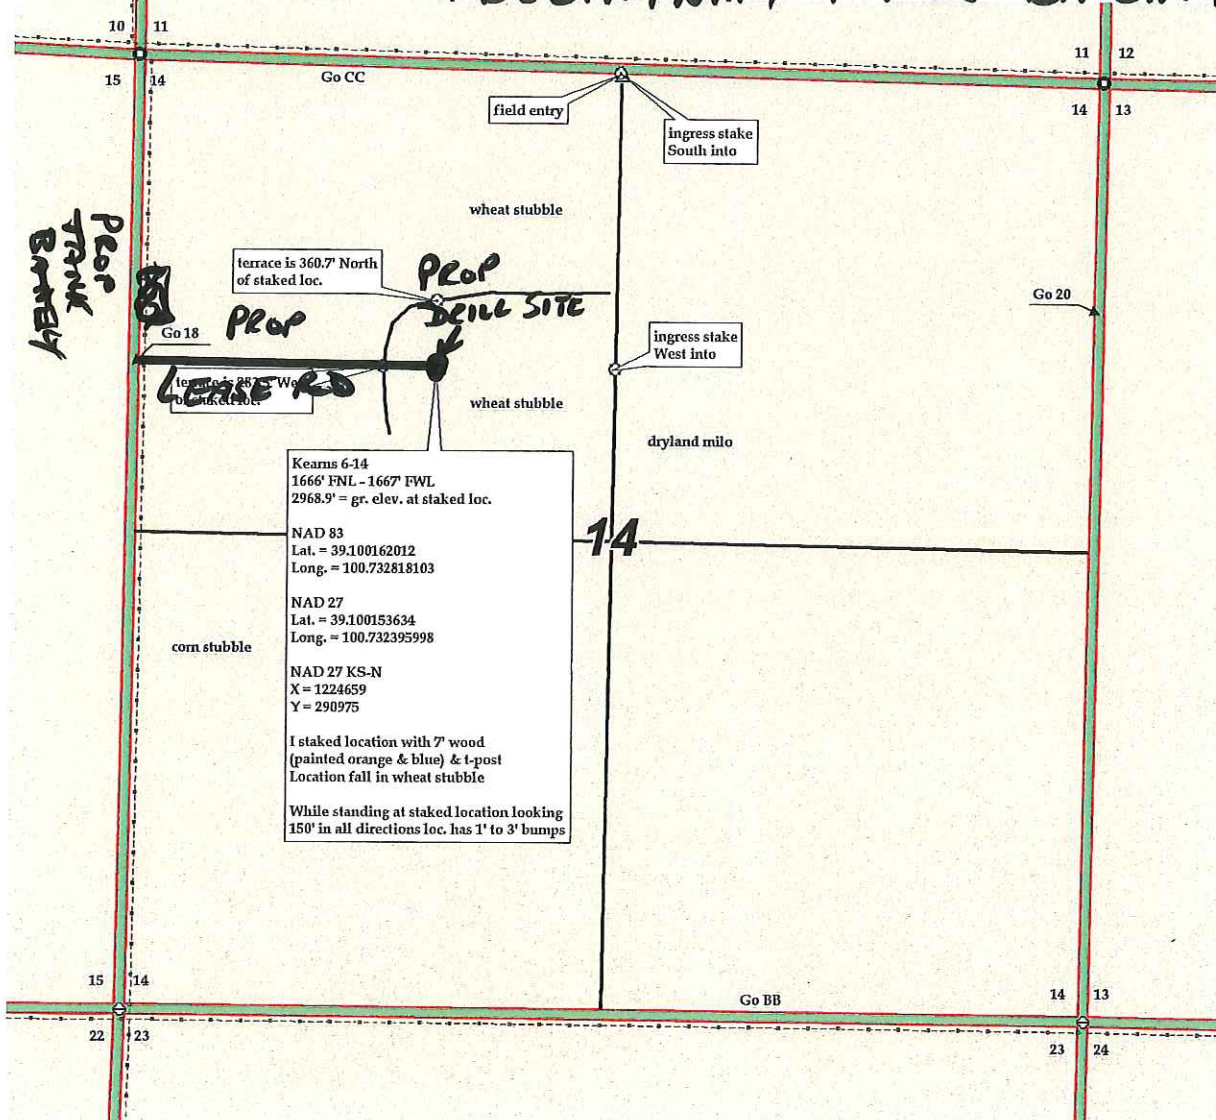 10 11
11 12
15 14
Go CC
14 13
field entry
ingress stake
South into
wheat stubble
PROP
TANK
BATTERY
terrace is 360.7' North
of staked loc.
PROP
DRILL SITE
Go 20
Go 18
PROP
ingress stake
West into
LEASE RD
wheat stubble
dryland milo
Kearns 6-14
1666' FNL - 1667' FWL
2968.9' = gr. elev. at staked loc.
NAD 83
Lat. = 39.100162012
Long. = 100.732818103
NAD 27
Lat. = 39.100153634
Long. = 100.732395998
NAD 27 KS-N
X = 1224659
Y = 290975
I staked location with 7' wood
(painted orange & blue) & t-post
Location fall in wheat stubble
While standing at staked location looking
150' in all directions loc. has 1' to 3' bumps
14
corn stubble
15 14
Go BB
14 13
22 23
23 24